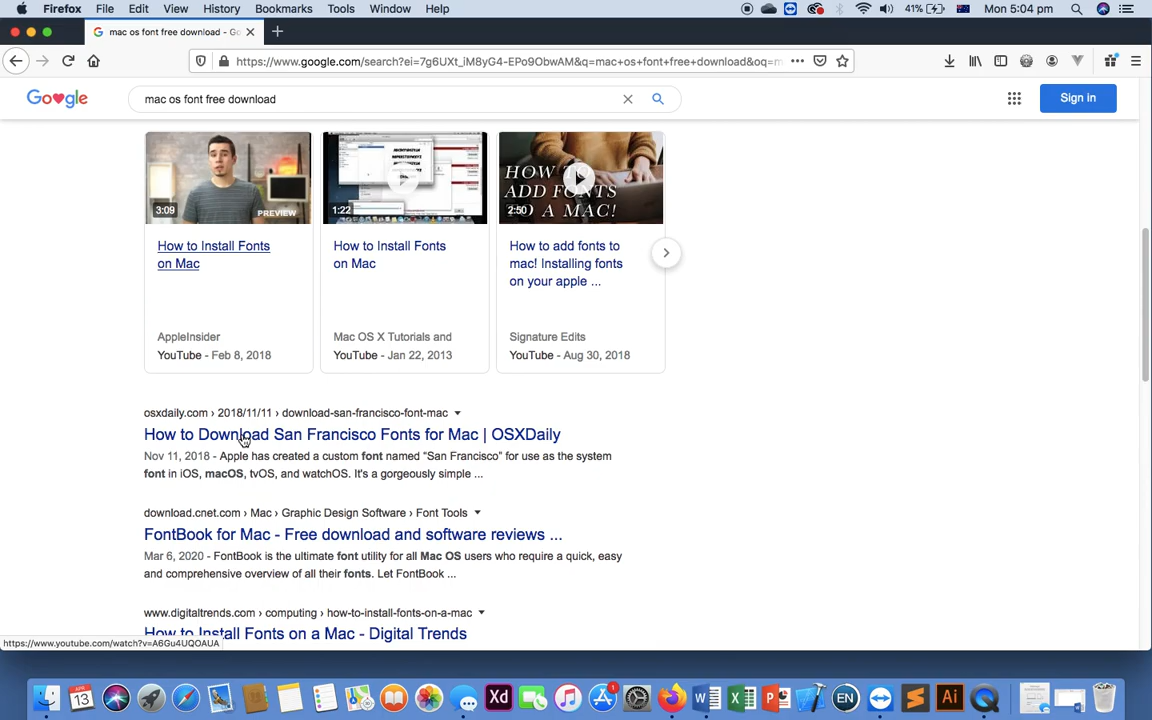 Firefox File Edit View History Bookmarks Tools Window Help 41% Mon 5:04 pm
mac os font free download - Go
https://www.google.com/search?ei=7g6UXt_iM8yG4-EPo9ObwAM&q=mac+os+font+free+download&oq=m
Google mac os font free download Sign in
3:09 PREVIEW 1:22 2:50 HOW TO ADD FONTS TO A MAC!
How to Install Fonts on Mac
How to Install Fonts on Mac
How to add fonts to mac! Installing fonts on your apple ...
AppleInsider
YouTube - Feb 8, 2018
Mac OS X Tutorials and
YouTube - Jan 22, 2013
Signature Edits
YouTube - Aug 30, 2018
osxdaily.com › 2018/11/11 › download-san-francisco-font-mac
How to Download San Francisco Fonts for Mac | OSXDaily
Nov 11, 2018 - Apple has created a custom font named "San Francisco" for use as the system
font in iOS, macOS, tvOS, and watchOS. It's a gorgeously simple ...
download.cnet.com › Mac › Graphic Design Software › Font Tools
FontBook for Mac - Free download and software reviews ...
Mar 6, 2020 - FontBook is the ultimate font utility for all Mac OS users who require a quick, easy
and comprehensive overview of all their fonts. Let FontBook ...
www.digitaltrends.com › computing › how-to-install-fonts-on-a-mac
How to Install Fonts on a Mac - Digital Trends
https://www.youtube.com/watch?v=A6Gu4UQOAUA
APR 13 Xd 1 EN Ai